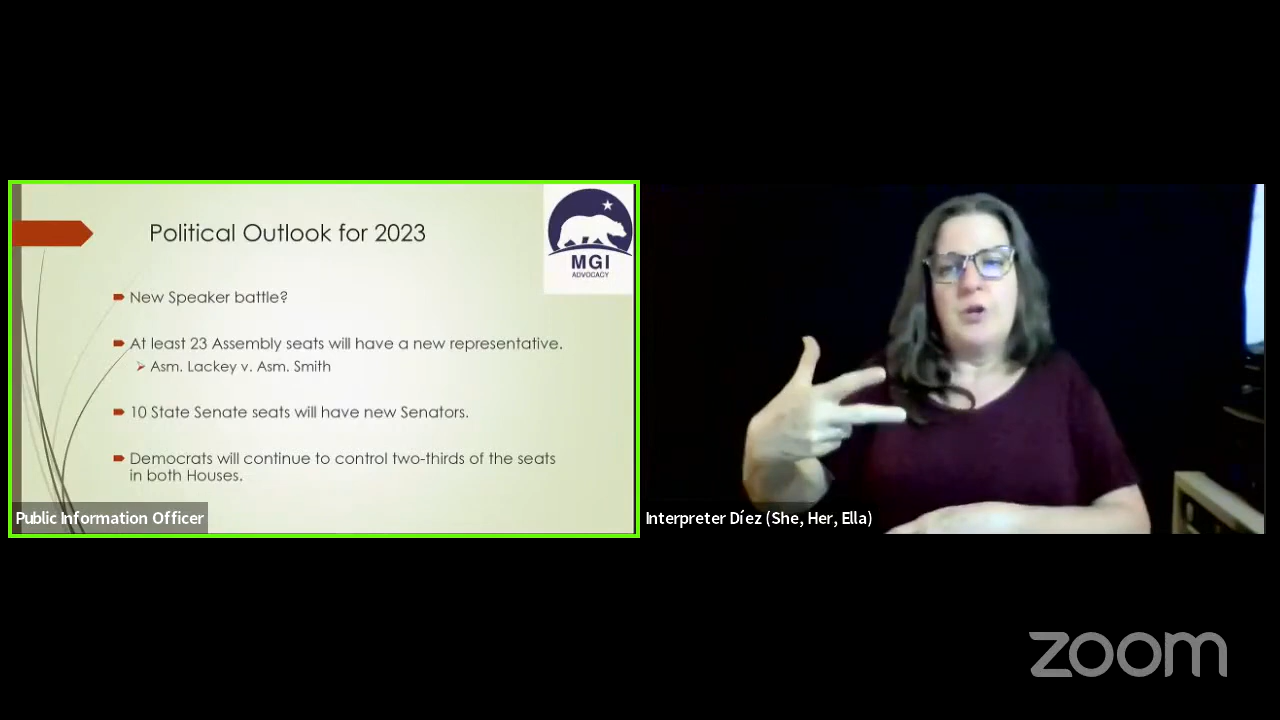 Political Outlook for 2023
MGI
ADVOCACY
New Speaker battle?
At least 23 Assembly seats will have a new representative.
Asm. Lackey v. Asm. Smith
10 State Senate seats will have new Senators.
Democrats will continue to control two-thirds of the seats
in both Houses.
Public Information Officer
Interpreter Díez (She, Her, Ella)
zoom